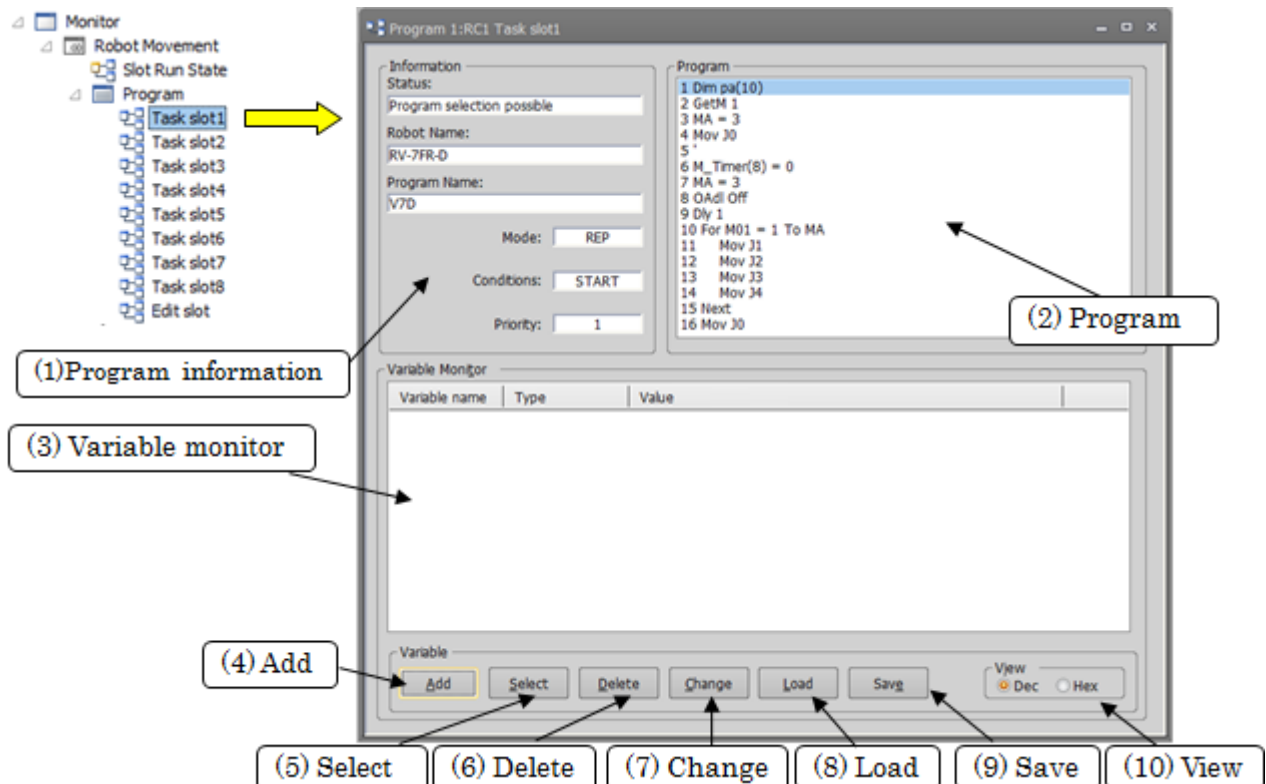 Monitor
Robot Movement
Slot Run State
Program
Task slot1
Task slot2
Task slot3
Task slot4
Task slot5
Task slot6
Task slot7
Task slot8
Edit slot
Program 1:RC1 Task slot1
Information
Status:
Program selection possible
Robot Name:
RV-7FR-D
Program Name:
V7D
Mode: REP
Conditions: START
Priority: 1
Program
1 Dim pa(10)
2 GetM 1
3 MA = 3
4 Mov J0
5 '
6 M_Timer(8) = 0
7 MA = 3
8 OAdl Off
9 Dly 1
10 For M01 = 1 To MA
11 Mov J1
12 Mov J2
13 Mov J3
14 Mov J4
15 Next
16 Mov J0
(1)Program information
(2) Program
Variable Monitor
Variable name Type Value
(3) Variable monitor
(4) Add
Variable
Add Select Delete Change Load Save
View
Dec Hex
(5) Select (6) Delete (7) Change (8) Load (9) Save (10) View